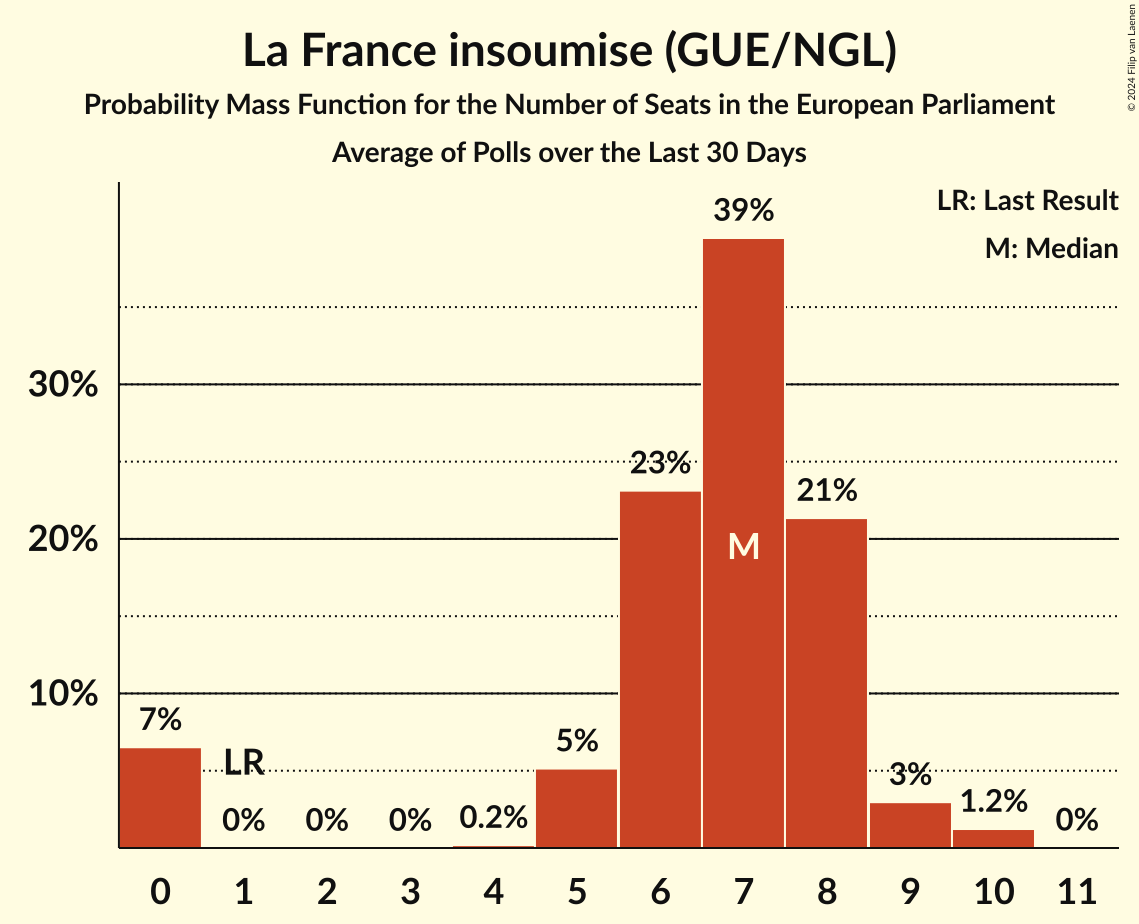 La France insoumise (GUE/NGL)
Probability Mass Function for the Number of Seats in the European Parliament
Average of Polls over the Last 30 Days
© 2024 Filip van Laenen
LR: Last Result
M: Median
39%
30%
23%
21%
20%
M
10%
7%
5%
LR
3%
1.2%
0%
0%
0%
0.2%
0%
0 1 2 3 4 5 6 7 8 9 10 11